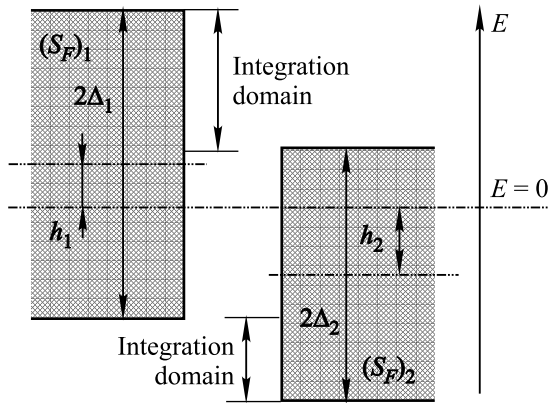 (S_F)_1
2Δ_1
Integration
domain
E
h_1
E = 0
h_2
2Δ_2
Integration
domain
(S_F)_2